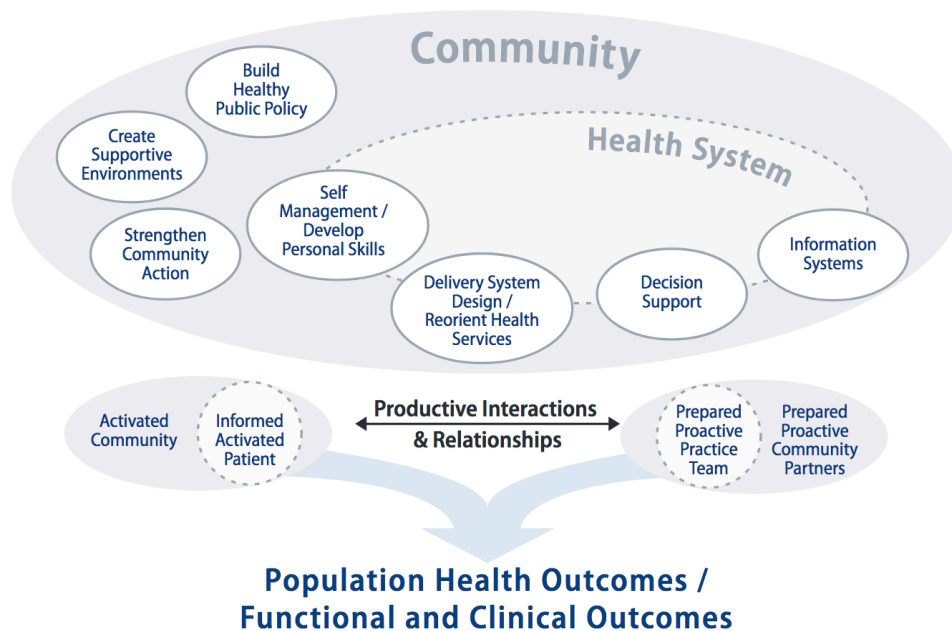 Community
Build
Healthy
Public Policy
Health System
Create
Supportive
Environments
Self
Management /
Develop
Personal Skills
Strengthen
Community
Action
Delivery System
Design /
Reorient Health
Services
Decision
Support
Information
Systems
Activated
Community
Informed
Activated
Patient
Productive Interactions
& Relationships
Prepared
Proactive
Practice
Team
Prepared
Proactive
Community
Partners
Population Health Outcomes /
Functional and Clinical Outcomes